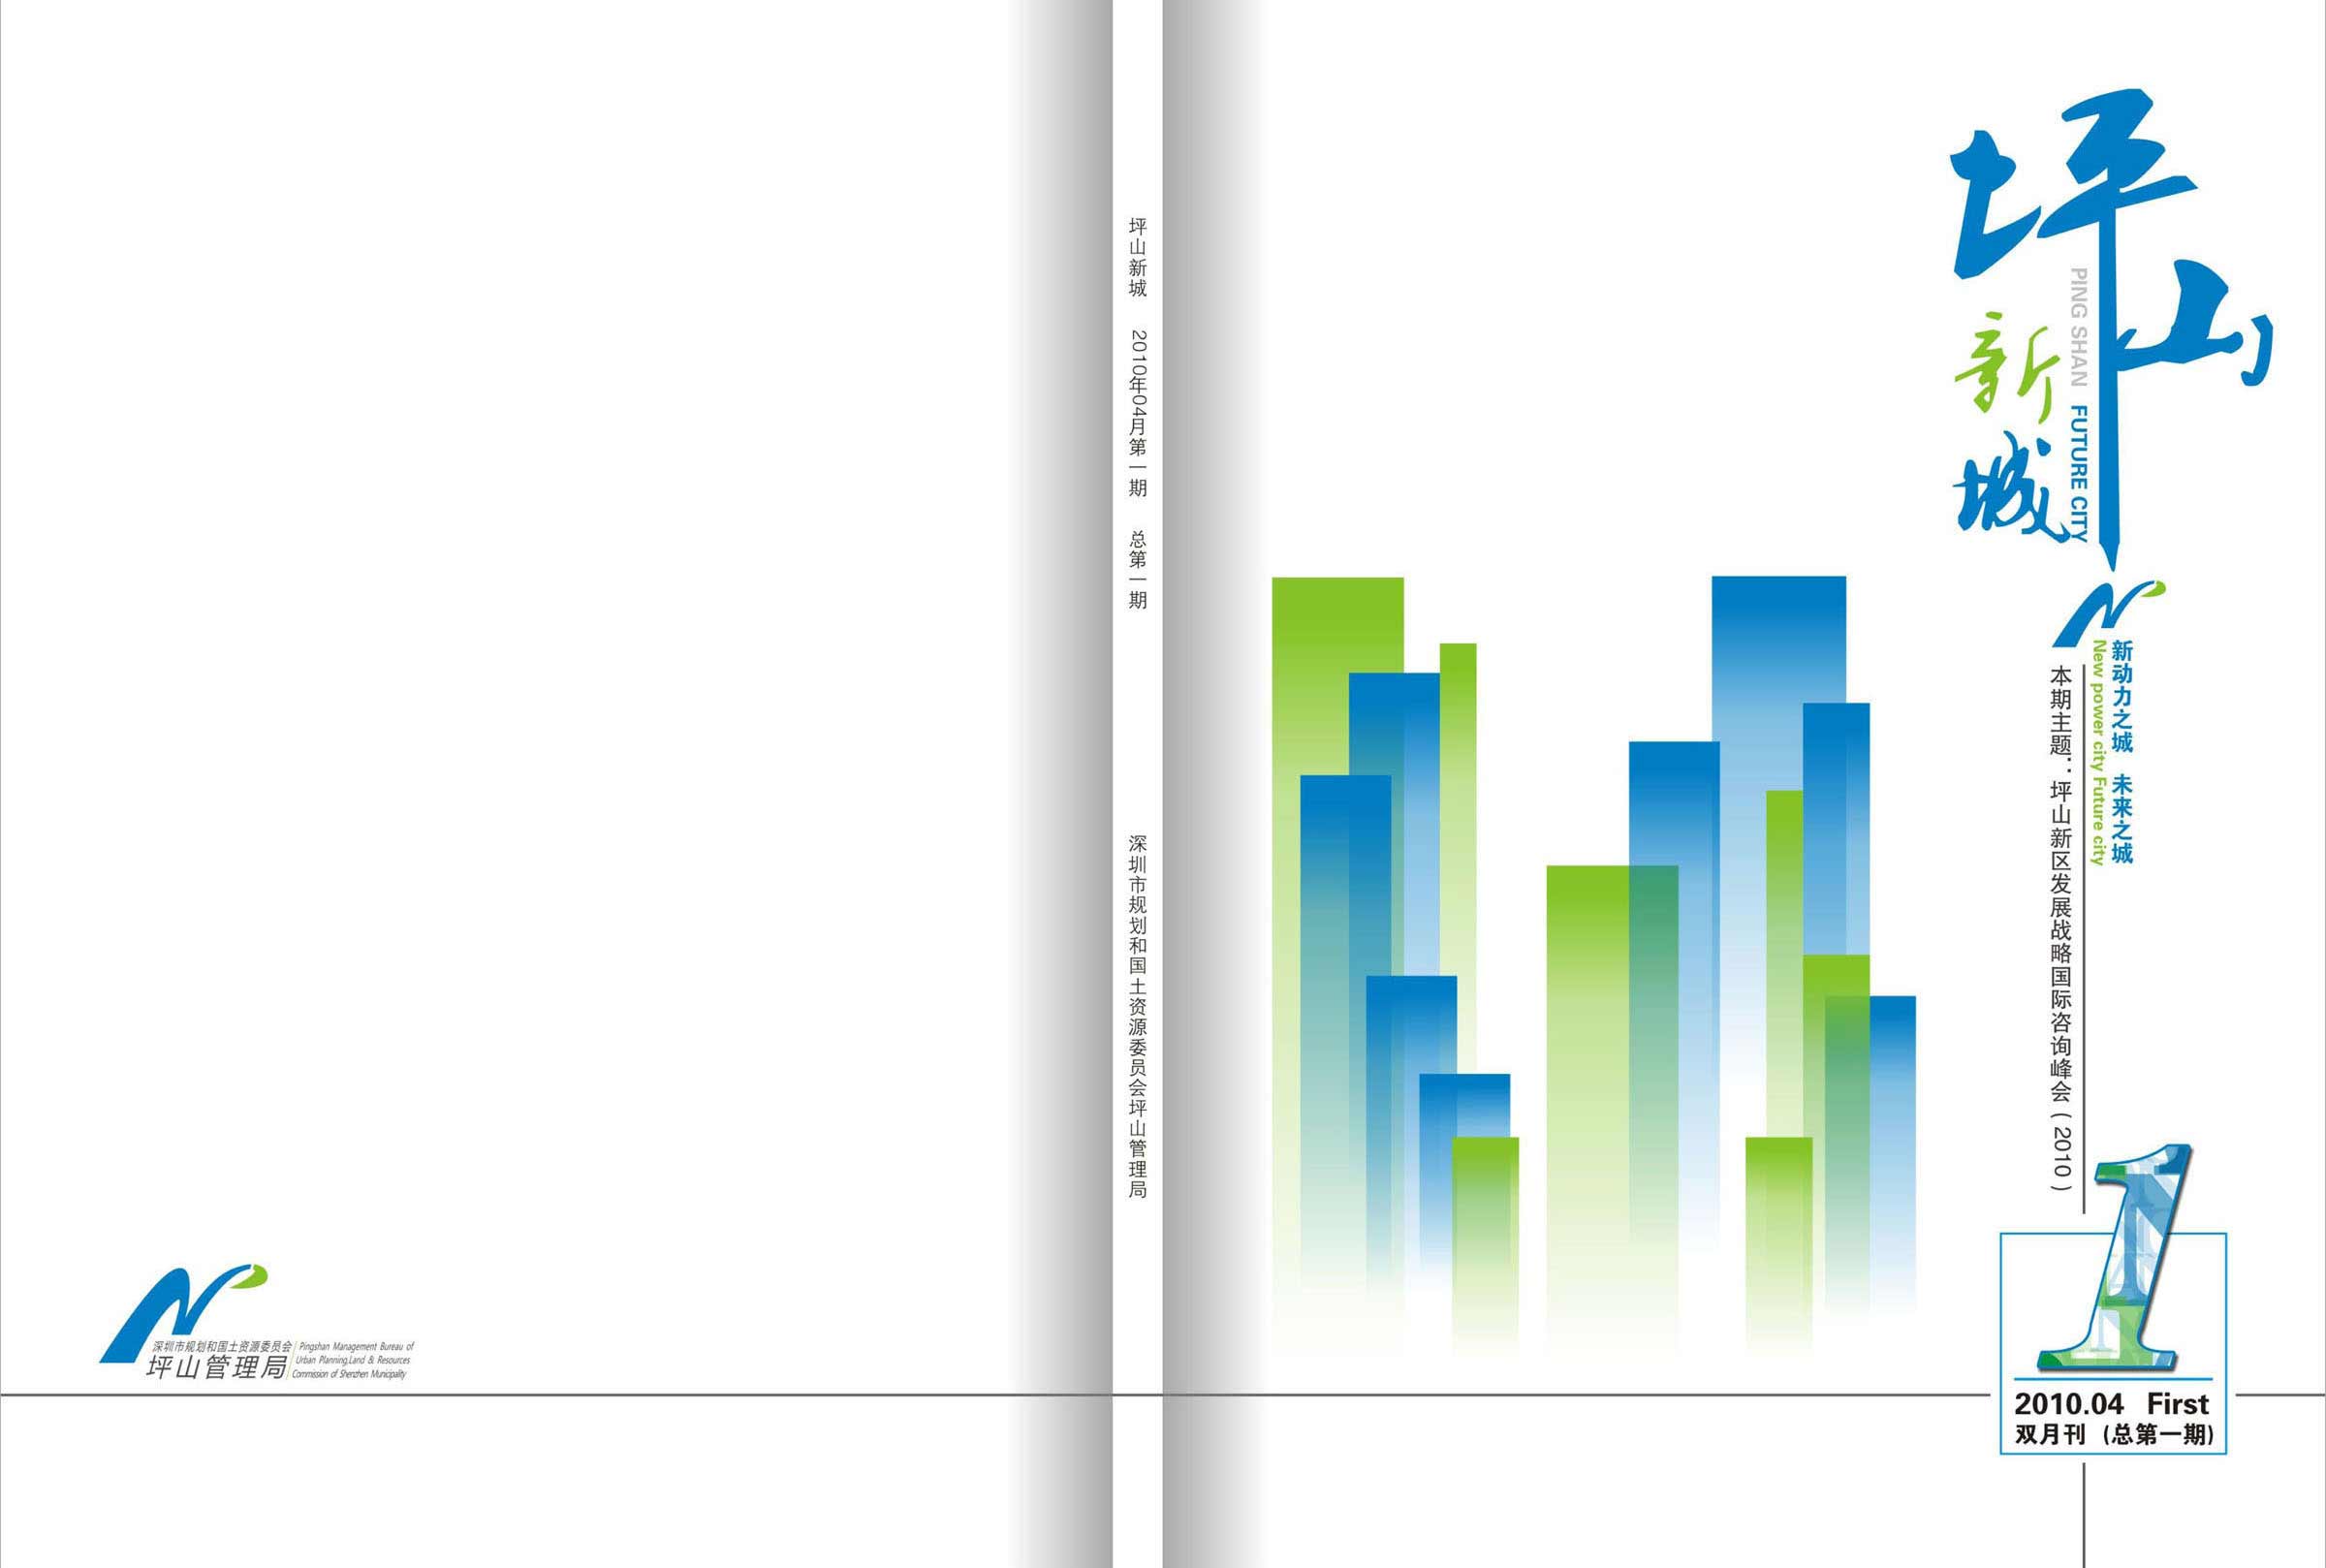 坪山
新城
PING SHAN FUTURE CITY
新动力之城 未来之城
New power city Future city
本期主题：坪山新区发展战略国际咨询峰会（2010）
1
2010.04 First
双月刊 (总第一期)
坪山新城 2010年04月第一期 总第一期
深圳市规划和国土资源委员会坪山管理局
深圳市规划和国土资源委员会
坪山管理局
Pingshan Management Bureau of
Urban Planning,Land & Resources
Commission of Shenzhen Municipality